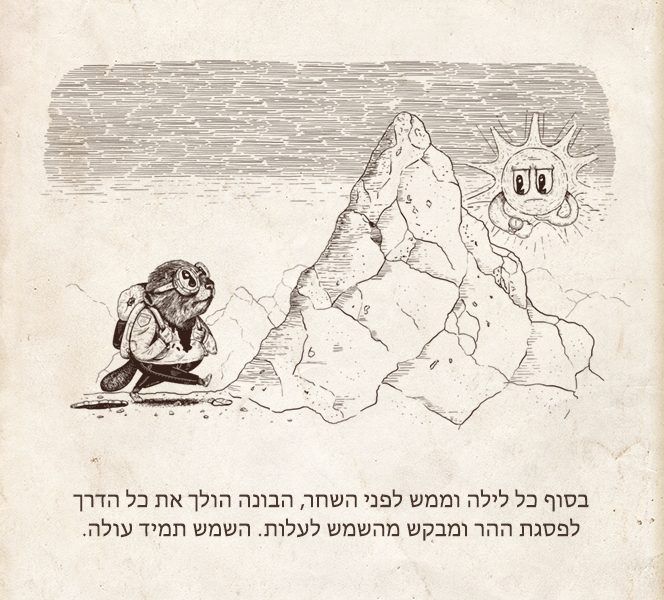 בסוף כל לילה וממש לפני השחר, הבונה הולך את כל הדרך
לפסגת ההר ומבקש מהשמש לעלות. השמש תמיד עולה.